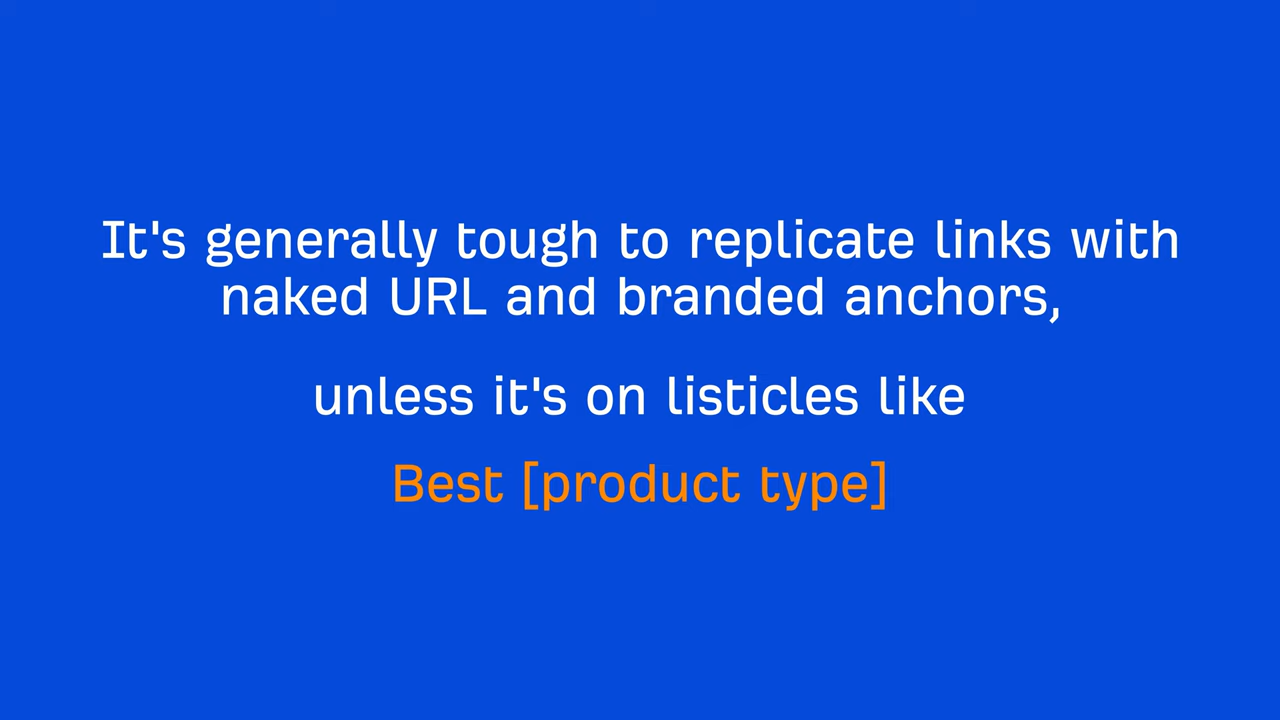 It's generally tough to replicate links with
naked URL and branded anchors,
unless it's on listicles like
Best [product type]